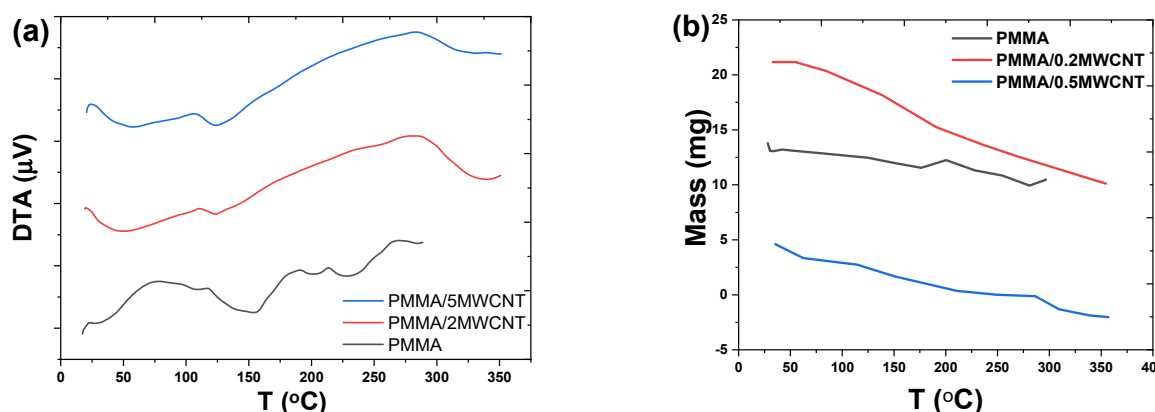 (a)
DTA (μV)
PMMA/5MWCNT
PMMA/2MWCNT
PMMA
0 50 100 150 200 250 300 350
T (°C)
(b)
25
20
15
10
5
0
-5
Mass (mg)
PMMA
PMMA/0.2MWCNT
PMMA/0.5MWCNT
0 50 100 150 200 250 300 350 40
T (°C)